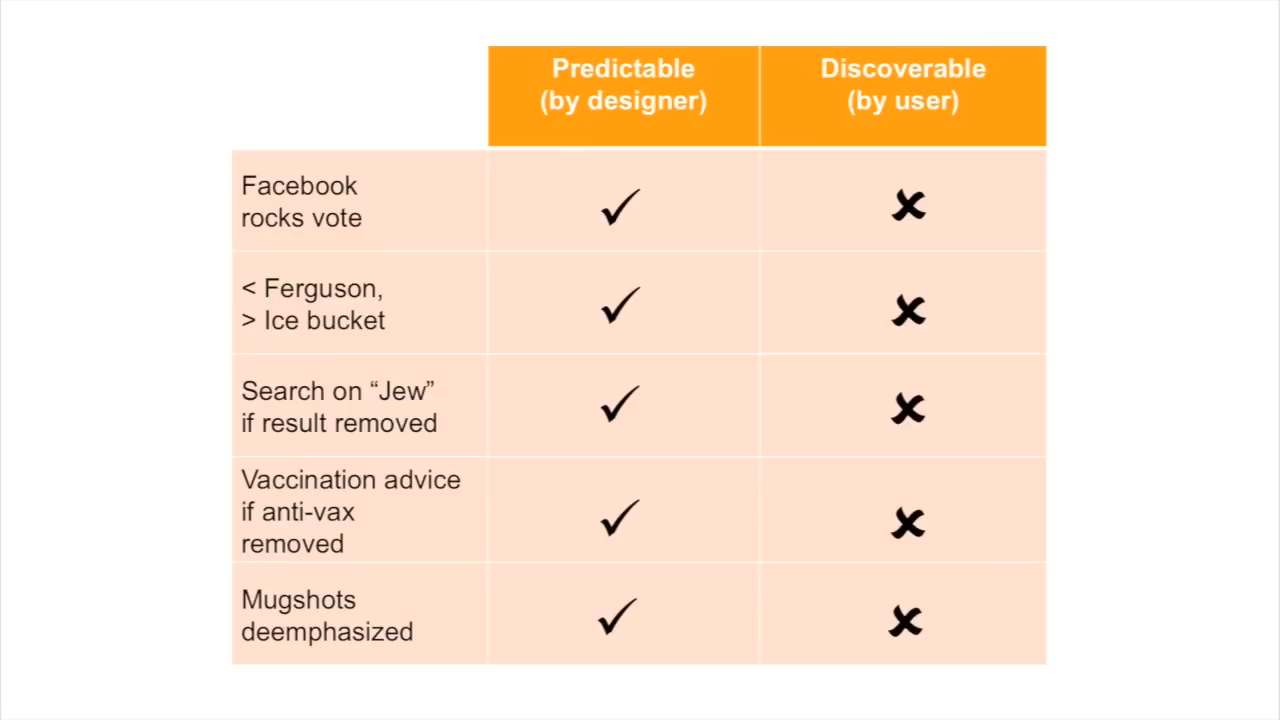 Predictable
(by designer)
Discoverable
(by user)
Facebook
rocks vote
✓
✘
< Ferguson,
> Ice bucket
✓
✘
Search on “Jew”
if result removed
✓
✘
Vaccination advice
if anti-vax
removed
✓
✘
Mugshots
deemphasized
✓
✘